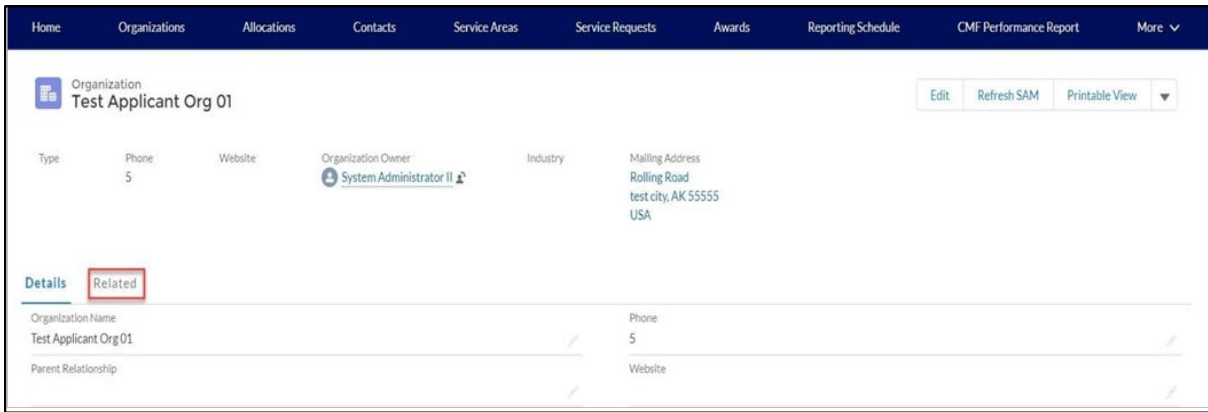 Home Organizations Allocations Contacts Service Areas Service Requests Awards Reporting Schedule CMF Performance Report More
Organization
Test Applicant Org 01
Edit Refresh SAM Printable View
Type Phone Website Organization Owner Industry Mailing Address
5 System Administrator II Rolling Road
test city, AK 55555
USA
Details Related
Organization Name Phone
Test Applicant Org 01 5
Parent Relationship Website